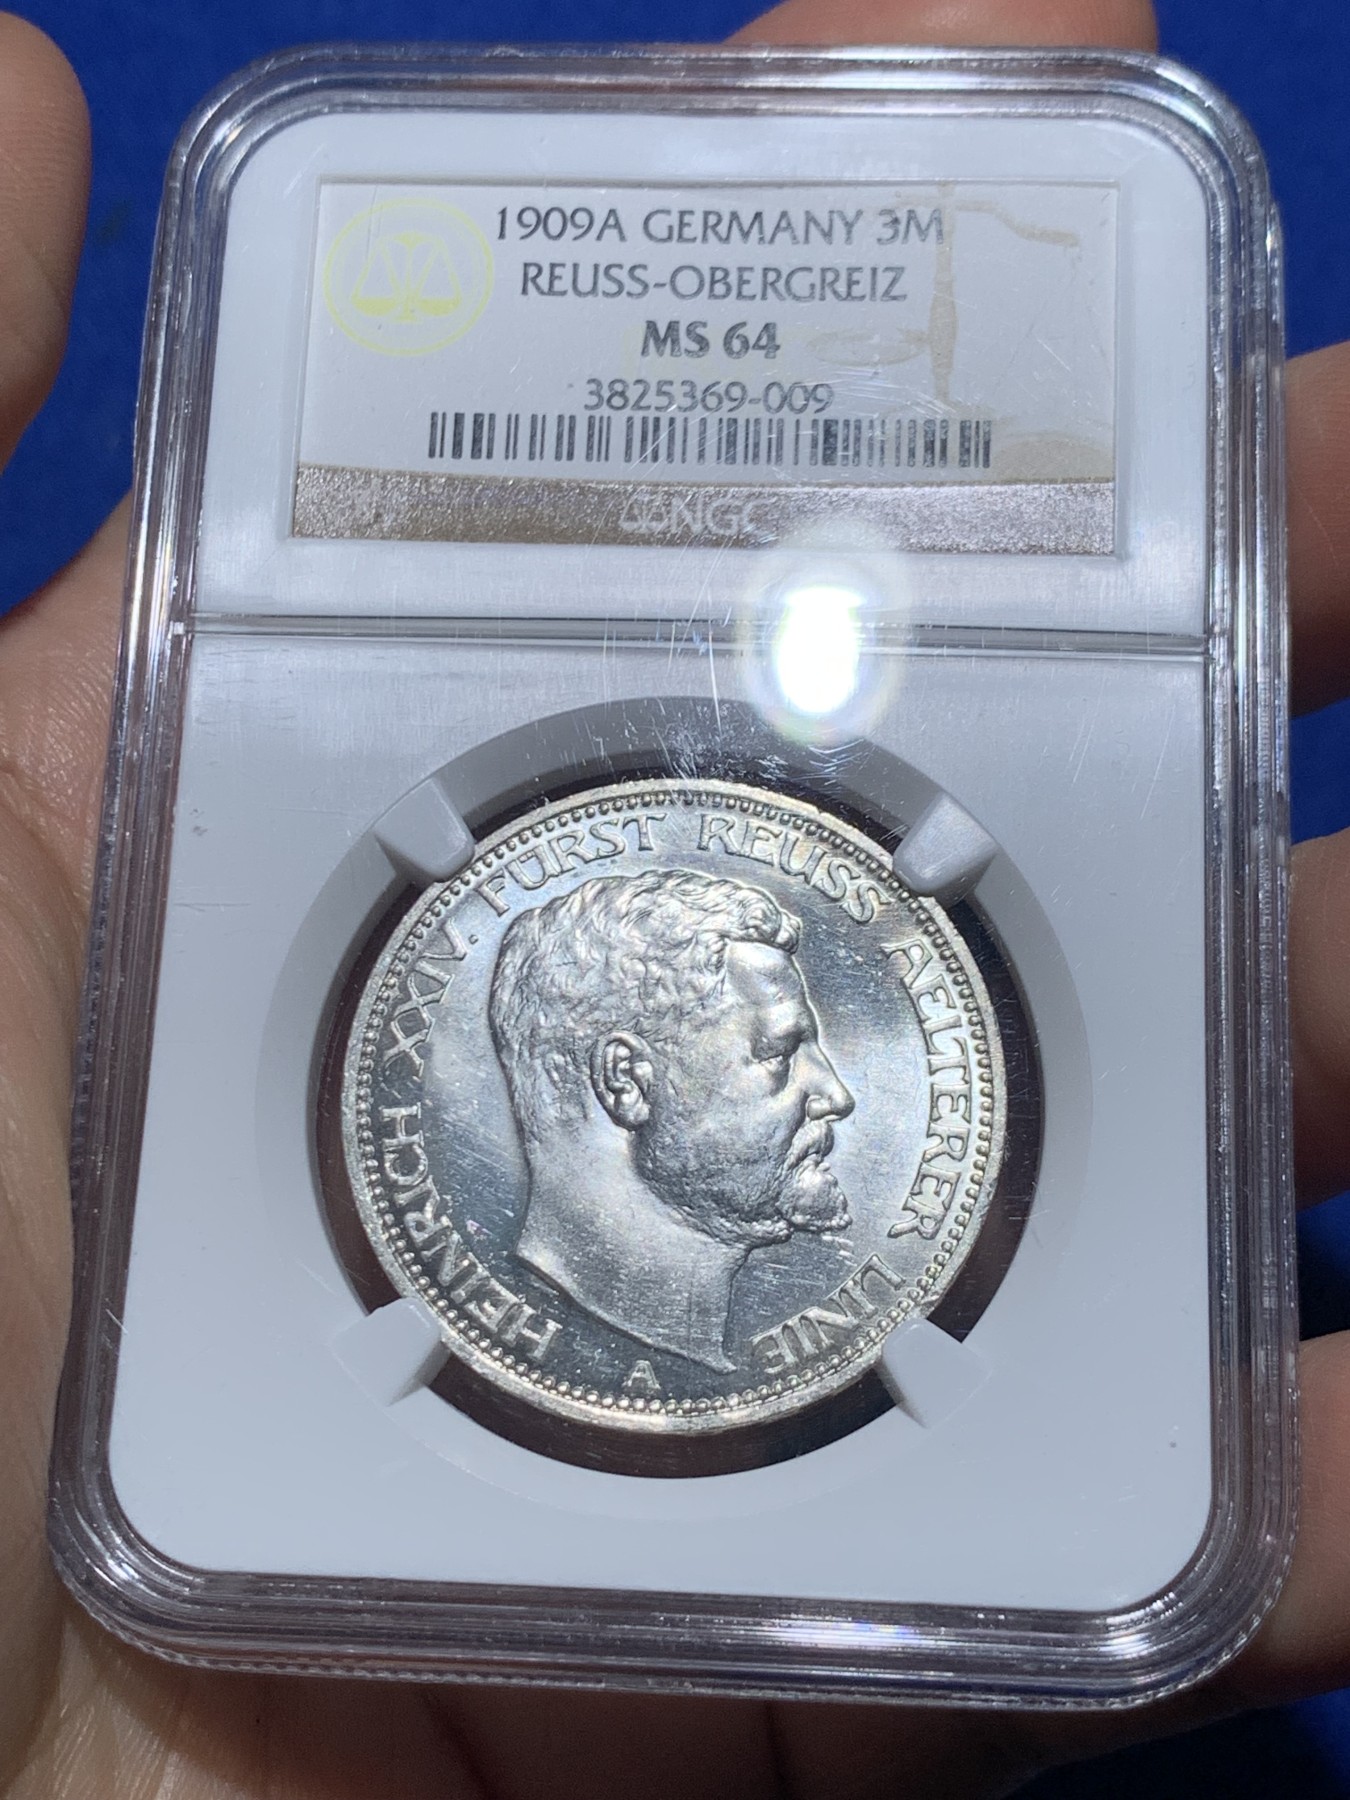 1909A GERMANY 3M
REUSS-OBERGREIZ
MS 64
3825369-009
NGC
HEINRICH XXIV. FÜRST REUSS AELTERER LINIE
A